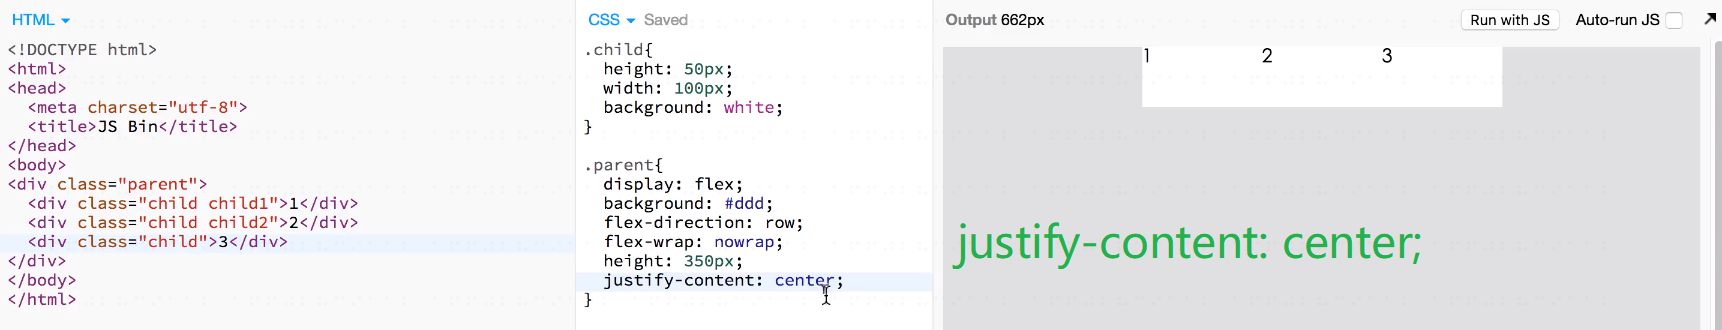 HTML
<!DOCTYPE html>
<html>
<head>
  <meta charset="utf-8">
  <title>JS Bin</title>
</head>
<body>
<div class="parent">
  <div class="child child1">1</div>
  <div class="child child2">2</div>
  <div class="child">3</div>
</div>
</body>
</html>
CSS Saved
.child{
  height: 50px;
  width: 100px;
  background: white;
}
.parent{
  display: flex;
  background: #ddd;
  flex-direction: row;
  flex-wrap: nowrap;
  height: 350px;
  justify-content: center;
}
Output 662px Run with JS Auto-run JS
1 2 3
justify-content: center;